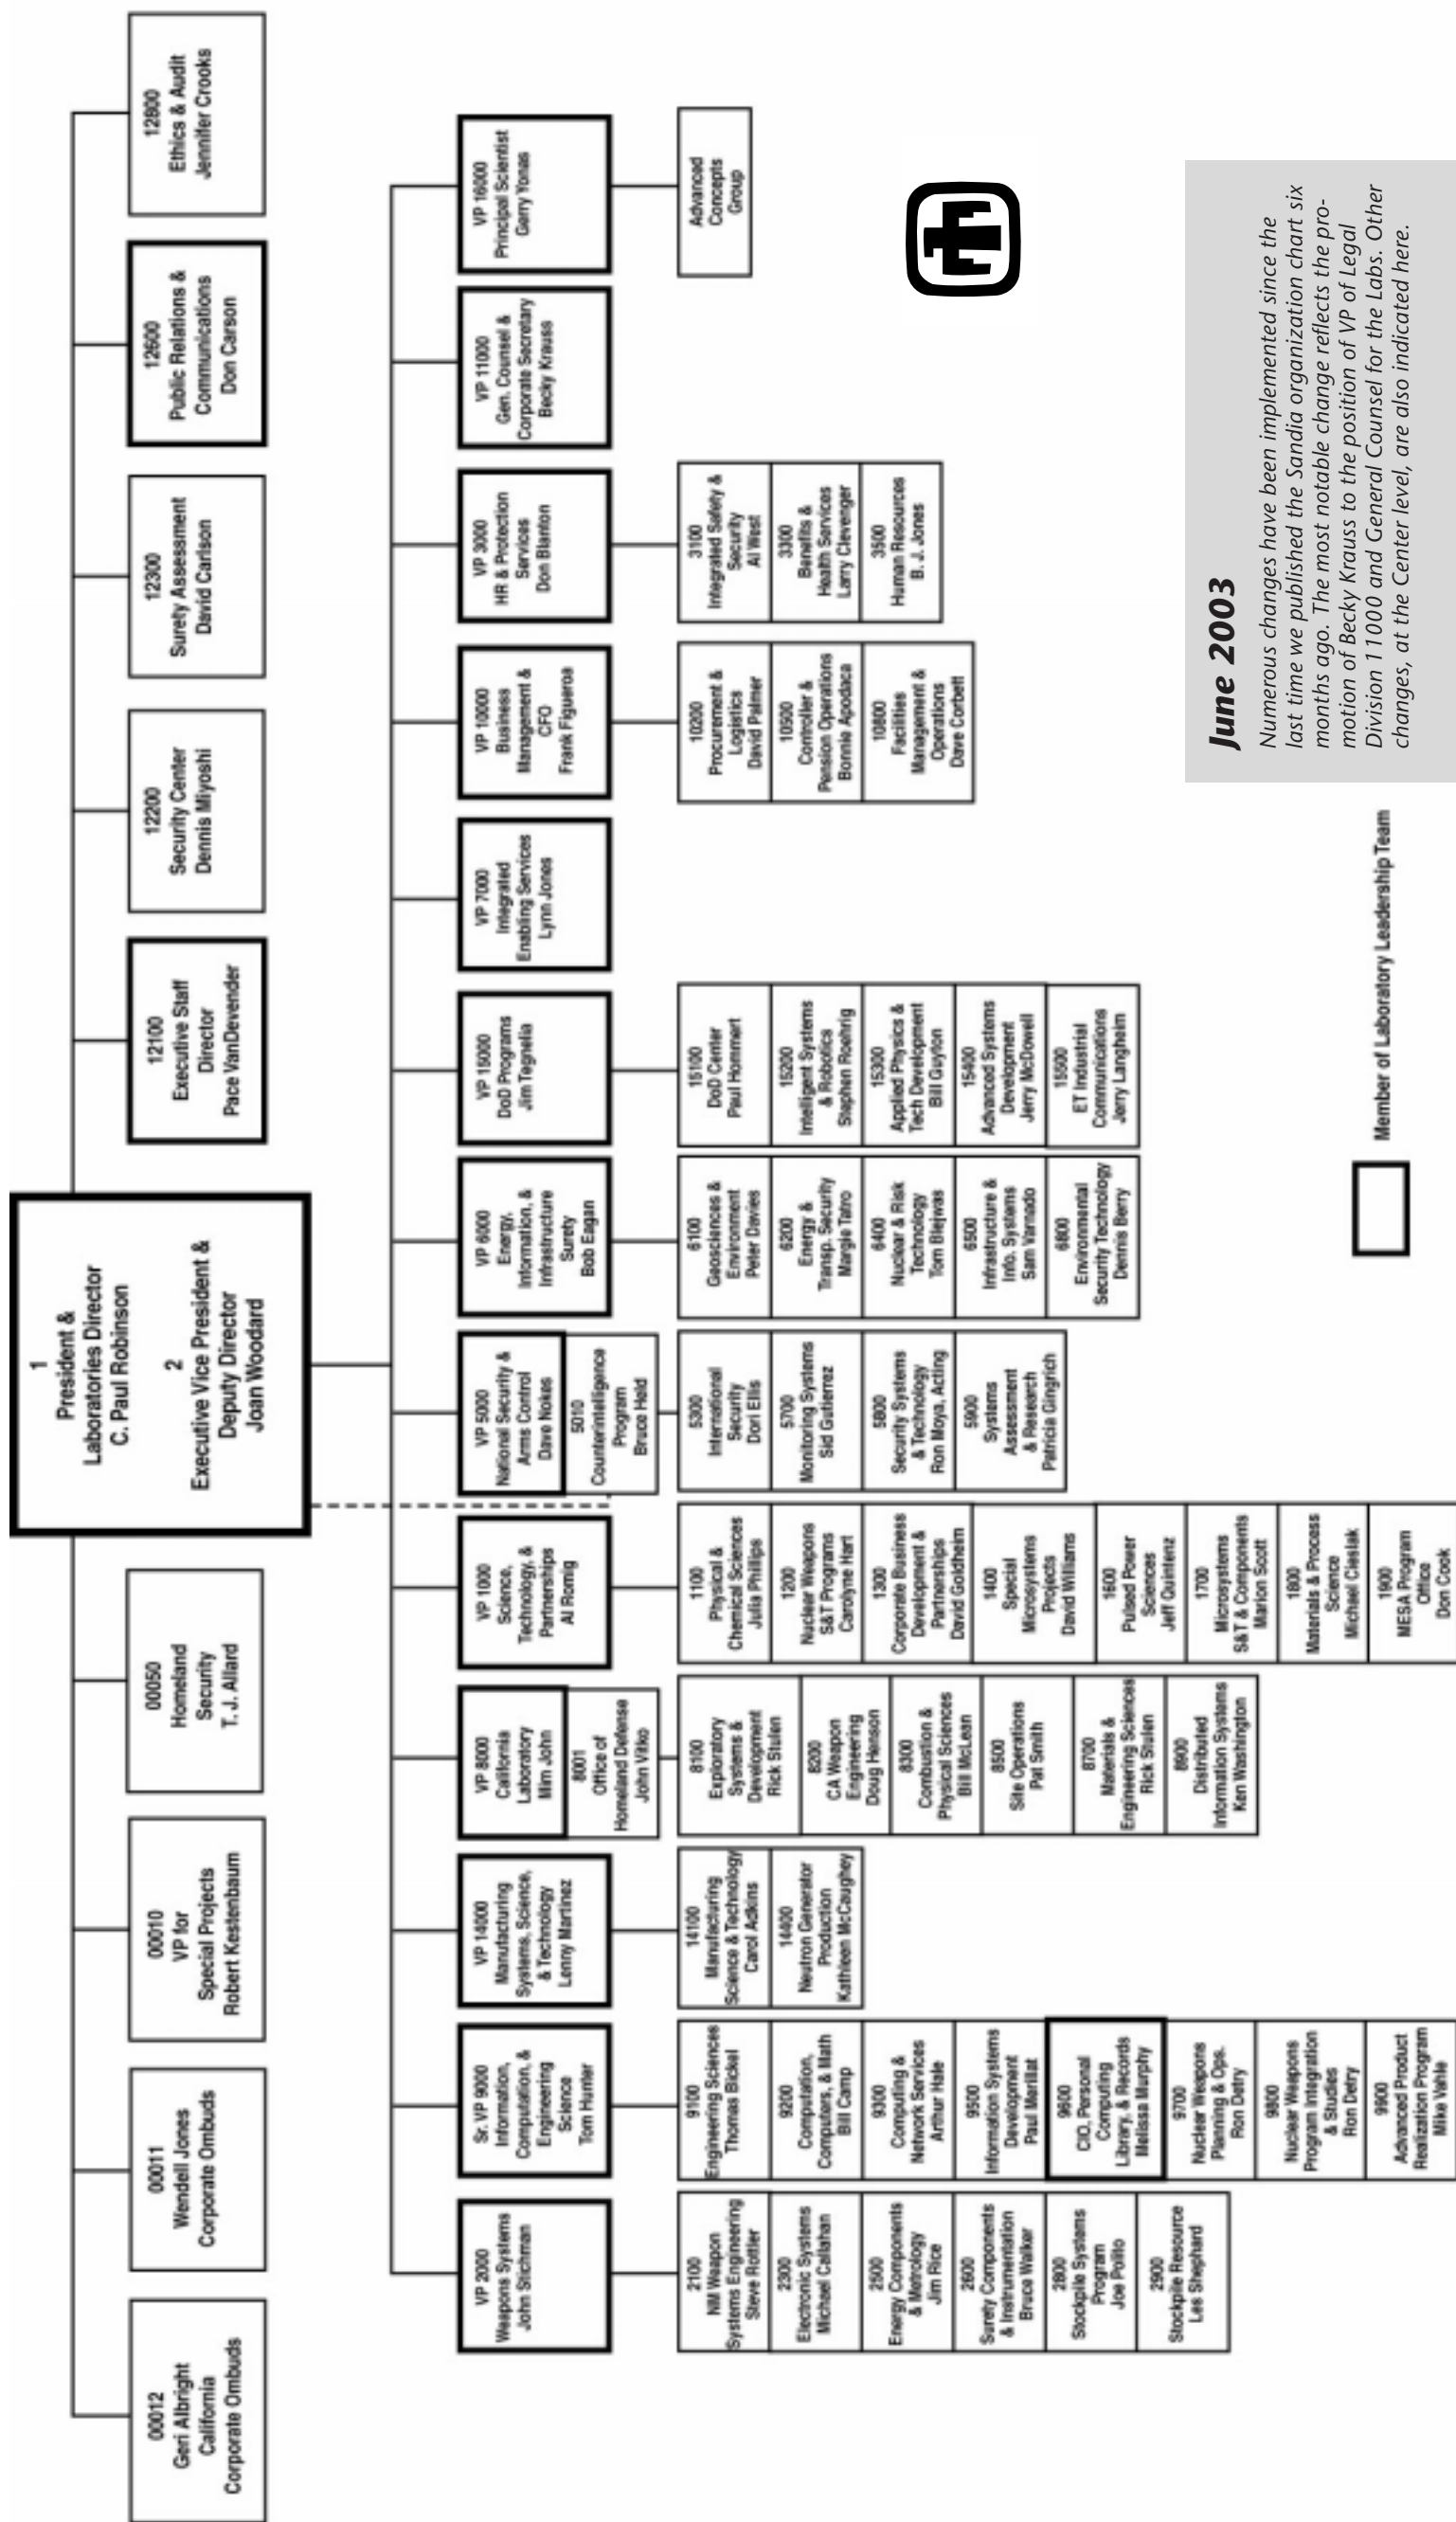 1
President &
Laboratories Director
C. Paul Robinson
2
Executive Vice President &
Deputy Director
Joan Woodard
00012
Geri Albright
California
Corporate Ombuds
00011
Wendell Jones
Corporate Ombuds
00010
VP for
Special Projects
Robert Kestenbaum
00050
Homeland
Security
T. J. Allard
12100
Executive Staff
Director
Pace VanDevender
12200
Security Center
Dennis Miyoshi
12300
Surety Assessment
David Carlson
12600
Public Relations &
Communications
Don Carson
12800
Ethics & Audit
Jennifer Crooks
VP 2000
Weapons Systems
John Stichman
2100
NM Weapon
Systems Engineering
Steve Rottler
2300
Electronic Systems
Michael Callahan
2500
Energy Components
& Metrology
Jim Rice
2600
Surety Components
& Instrumentation
Bruce Walker
2800
Stockpile Systems
Program
Joe Polito
2900
Stockpile Resource
Les Shephard
Sr. VP 9000
Information,
Computation, &
Engineering
Science
Tom Hunter
9100
Engineering Sciences
Thomas Bickel
9200
Computation,
Computers, & Math
Bill Camp
9300
Computing &
Network Services
Arthur Hale
9500
Information Systems
Development
Paul Merillat
9600
CIO, Personal
Computing
Library, & Records
Melissa Murphy
9700
Nuclear Weapons
Planning & Ops.
Ron Detry
9800
Nuclear Weapons
Program Integration
& Studies
Ron Detry
9900
Advanced Product
Realization Program
Mike Vahle
VP 14000
Manufacturing
Systems, Science,
& Technology
Lenny Martinez
14100
Manufacturing
Science & Technology
Carol Adkins
14400
Neutron Generator
Production
Kathleen McCaughey
VP 8000
California
Laboratory
Mim John
8001
Office of
Homeland Defense
John Vitko
8100
Exploratory
Systems &
Development
Rick Stulen
8200
CA Weapon
Engineering
Doug Henson
8300
Combustion &
Physical Sciences
Bill McLean
8500
Site Operations
Pat Smith
8700
Materials &
Engineering Sciences
Rick Stulen
8900
Distributed
Information Systems
Ken Washington
VP 1000
Science,
Technology, &
Partnerships
Al Romig
1100
Physical &
Chemical Sciences
Julia Phillips
1200
Nuclear Weapons
S&T Programs
Carolyne Hart
1300
Corporate Business
Development &
Partnerships
David Goldheim
1400
Special
Microsystems
Projects
David Williams
1600
Pulsed Power
Sciences
Jeff Quintenz
1700
Microsystems
S&T & Components
Marion Scott
1800
Materials & Process
Science
Michael Cieslak
1900
MESA Program
Office
Don Cook
VP 5000
National Security &
Arms Control
Dave Nokes
5010
Counterintelligence
Program
Bruce Held
5300
International
Security
Dori Ellis
5700
Monitoring Systems
Sid Gutierrez
5800
Security Systems
& Technology
Ron Moya, Acting
5900
Systems
Assessment
& Research
Patricia Gingrich
VP 6000
Energy,
Information, &
Infrastructure
Surety
Bob Eagan
6100
Geosciences &
Environment
Peter Davies
6200
Energy &
Transp. Security
Margie Tatro
6400
Nuclear & Risk
Technology
Tom Blejwas
6500
Infrastructure &
Info. Systems
Sam Varnado
6800
Environmental
Security Technology
Dennis Berry
VP 15000
DoD Programs
Jim Tegnelia
15100
DoD Center
Paul Hommert
15200
Intelligent Systems
& Robotics
Stephen Roehrig
15300
Applied Physics &
Tech Development
Bill Guyton
15400
Advanced Systems
Development
Jerry McDowell
15500
ET Industrial
Communications
Jerry Langheim
VP 7000
Integrated
Enabling Services
Lynn Jones
VP 10000
Business
Management &
CFO
Frank Figueroa
10200
Procurement &
Logistics
David Palmer
10500
Controller &
Pension Operations
Bonnie Apodaca
10800
Facilities
Management &
Operations
Dave Corbett
VP 3000
HR & Protection
Services
Don Blanton
3100
Integrated Safety &
Security
Al West
3300
Benefits &
Health Services
Larry Clevenger
3500
Human Resources
B. J. Jones
VP 11000
Gen. Counsel &
Corporate Secretary
Becky Krauss
VP 16000
Principal Scientist
Gerry Yonas
Advanced
Concepts
Group
Member of Laboratory Leadership Team
June 2003
Numerous changes have been implemented since the
last time we published the Sandia organization chart six
months ago. The most notable change reflects the pro-
motion of Becky Krauss to the position of VP of Legal
Division 11000 and General Counsel for the Labs. Other
changes, at the Center level, are also indicated here.